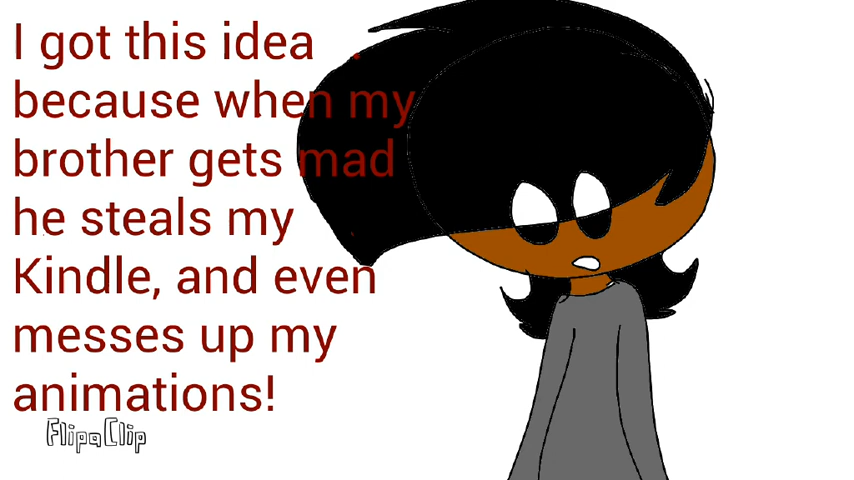 I got this idea
because when my
brother gets mad
he steals my
Kindle, and even
messes up my
animations!
FlipaClip